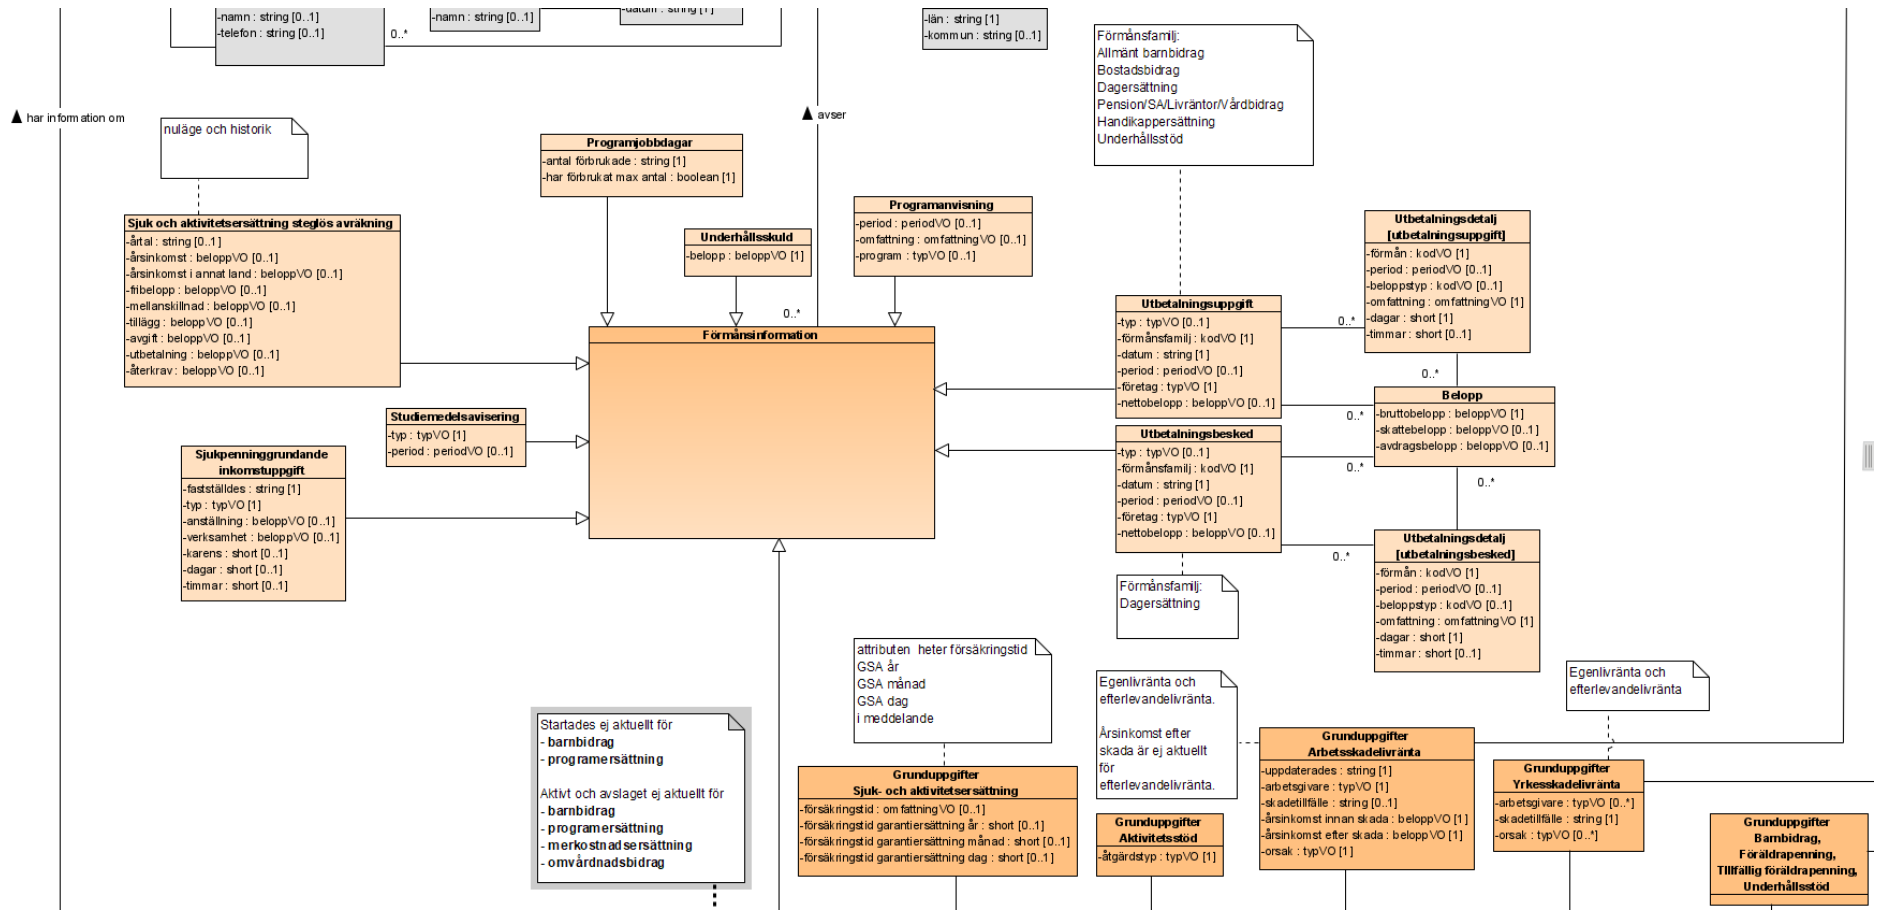 -namn : string [0..1]
-telefon : string [0..1]
-namn : string [0..1]
-datum : string [1]
0..*
-län : string [1]
-kommun : string [0..1]
har information om
avser
nuläge och historik
Förmånsfamilj:
Allmänt barnbidrag
Bostadsbidrag
Dagersättning
Pension/SA/Livräntor/Vårdbidrag
Handikappersättning
Underhållsstöd
Programjobbdagar
-antal förbrukade : string [1]
-har förbrukat max antal : boolean [1]
Sjuk och aktivitetsersättning steglös avräkning
-årtal : string [0..1]
-årsinkomst : beloppVO [0..1]
-årsinkomst i annat land : beloppVO [0..1]
-fribelopp : beloppVO [0..1]
-mellanskillnad : beloppVO [0..1]
-tillägg : beloppVO [0..1]
-avgift : beloppVO [0..1]
-utbetalning : beloppVO [0..1]
-återkrav : beloppVO [0..1]
Underhållsskuld
-belopp : beloppVO [1]
Programanvisning
-period : periodVO [0..1]
-omfattning : omfattningVO [0..1]
-program : typVO [0..1]
0..*
Förmånsinformation
Utbetalningsuppgift
-typ : typVO [0..1]
-förmånsfamilj : kodVO [1]
-datum : string [1]
-period : periodVO [0..1]
-företag : typVO [1]
-nettobelopp : beloppVO [0..1]
0..*
0..*
Utbetalningsdetalj
[utbetalningsuppgift]
-förmån : kodVO [1]
-period : periodVO [0..1]
-beloppstyp : kodVO [0..1]
-omfattning : omfattningVO [1]
-dagar : short [1]
-timmar : short [0..1]
0..*
Belopp
-bruttobelopp : beloppVO [1]
-skattebelopp : beloppVO [0..1]
-avdragsbelopp : beloppVO [0..1]
0..*
Studiemedelsavisering
-typ : typVO [1]
-period : periodVO [0..1]
Sjukpenninggrundande
inkomstuppgift
-fastställdes : string [1]
-typ : typVO [1]
-anställning : beloppVO [0..1]
-verksamhet : beloppVO [0..1]
-karens : short [0..1]
-dagar : short [0..1]
-timmar : short [0..1]
Utbetalningsbesked
-typ : typVO [0..1]
-förmånsfamilj : kodVO [1]
-datum : string [1]
-period : periodVO [0..1]
-företag : typVO [1]
-nettobelopp : beloppVO [0..1]
0..*
0..*
Utbetalningsdetalj
[utbetalningsbesked]
-förmån : kodVO [1]
-period : periodVO [0..1]
-beloppstyp : kodVO [0..1]
-omfattning : omfattningVO [1]
-dagar : short [1]
-timmar : short [0..1]
Förmånsfamilj:
Dagersättning
attributen heter försäkringstid
GSA år
GSA månad
GSA dag
i meddelande
Egenlivränta och
efterlevandelivränta.
Årsinkomst efter
skada är ej aktuellt
för
efterlevandelivränta.
Egenlivränta och
efterlevandelivränta
Startades ej aktuellt för
- barnbidrag
- programersättning
Aktivt och avslaget ej aktuellt för
- barnbidrag
- programersättning
- merkostnadsersättning
- omvårdnadsbidrag
Grunduppgifter
Sjuk- och aktivitetsersättning
-försäkringstid : omfattningVO [0..1]
-försäkringstid garantiersättning år : short [0..1]
-försäkringstid garantiersättning månad : short [0..1]
-försäkringstid garantiersättning dag : short [0..1]
Grunduppgifter
Aktivitetsstöd
-åtgärdstyp : typVO [1]
Grunduppgifter
Arbetsskadelivränta
-uppdaterades : string [1]
-arbetsgivare : typVO [1]
-skadetillfälle : string [0..1]
-årsinkomst innan skada : beloppVO [1]
-årsinkomst efter skada : beloppVO [1]
-orsak : typVO [1]
Grunduppgifter
Yrkesskadelivränta
-arbetsgivare : typVO [0..*]
-skadetillfälle : string [1]
-orsak : typVO [0..*]
Grunduppgifter
Barnbidrag,
Föräldrapenning,
Tillfällig föräldrapenning,
Underhållsstöd